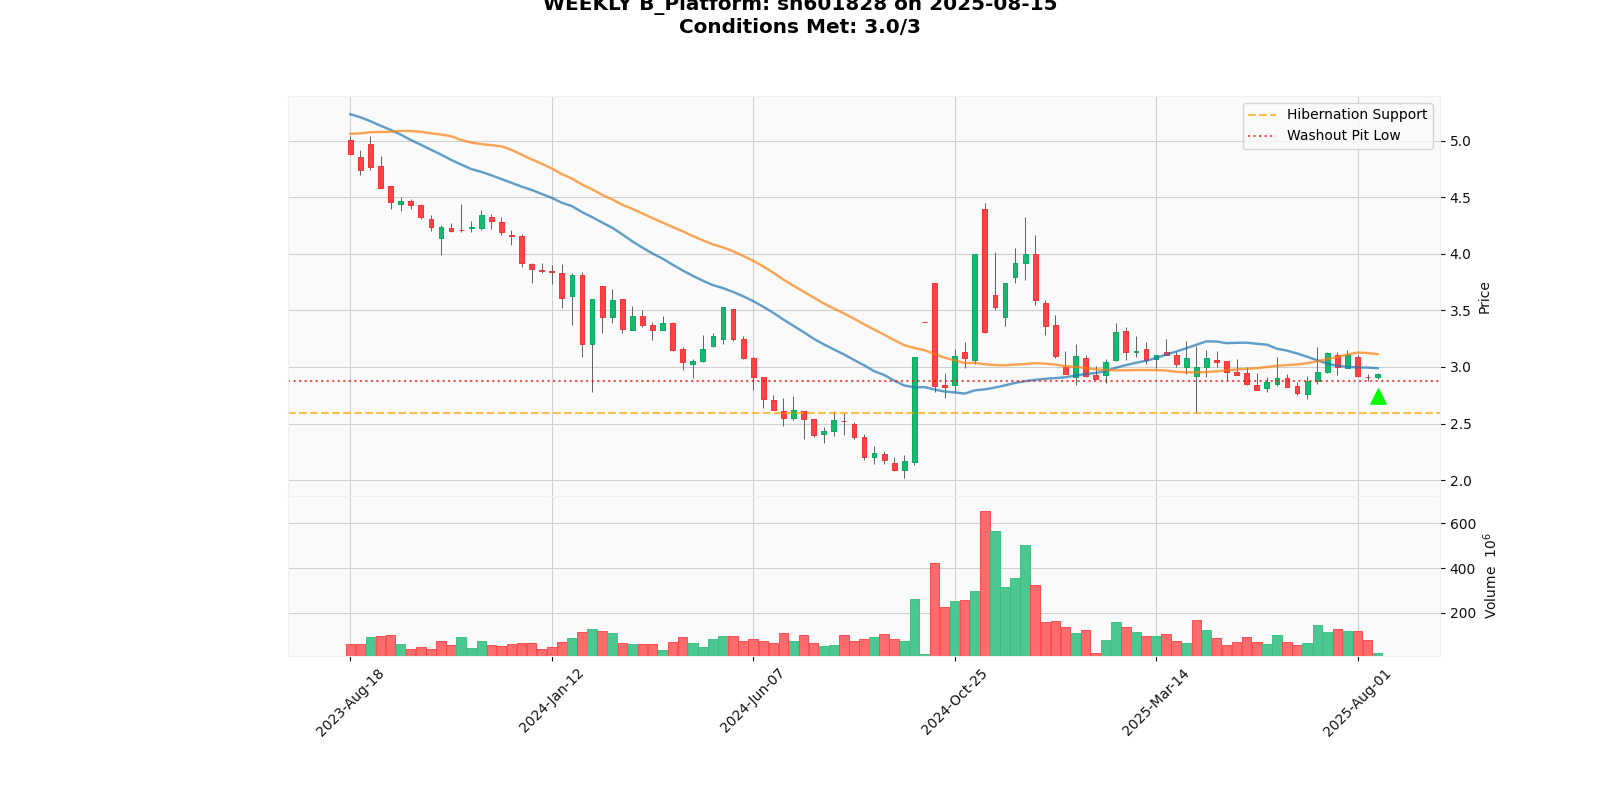 WEEKLY B_Platform: sh601828 on 2025-08-15
Conditions Met: 3.0/3
Hibernation Support
Washout Pit Low
5.0
4.5
4.0
3.5
3.0
2.5
2.0
Price
600
400
200
Volume 10⁶
2023-Aug-18
2024-Jan-12
2024-Jun-07
2024-Oct-25
2025-Mar-14
2025-Aug-01